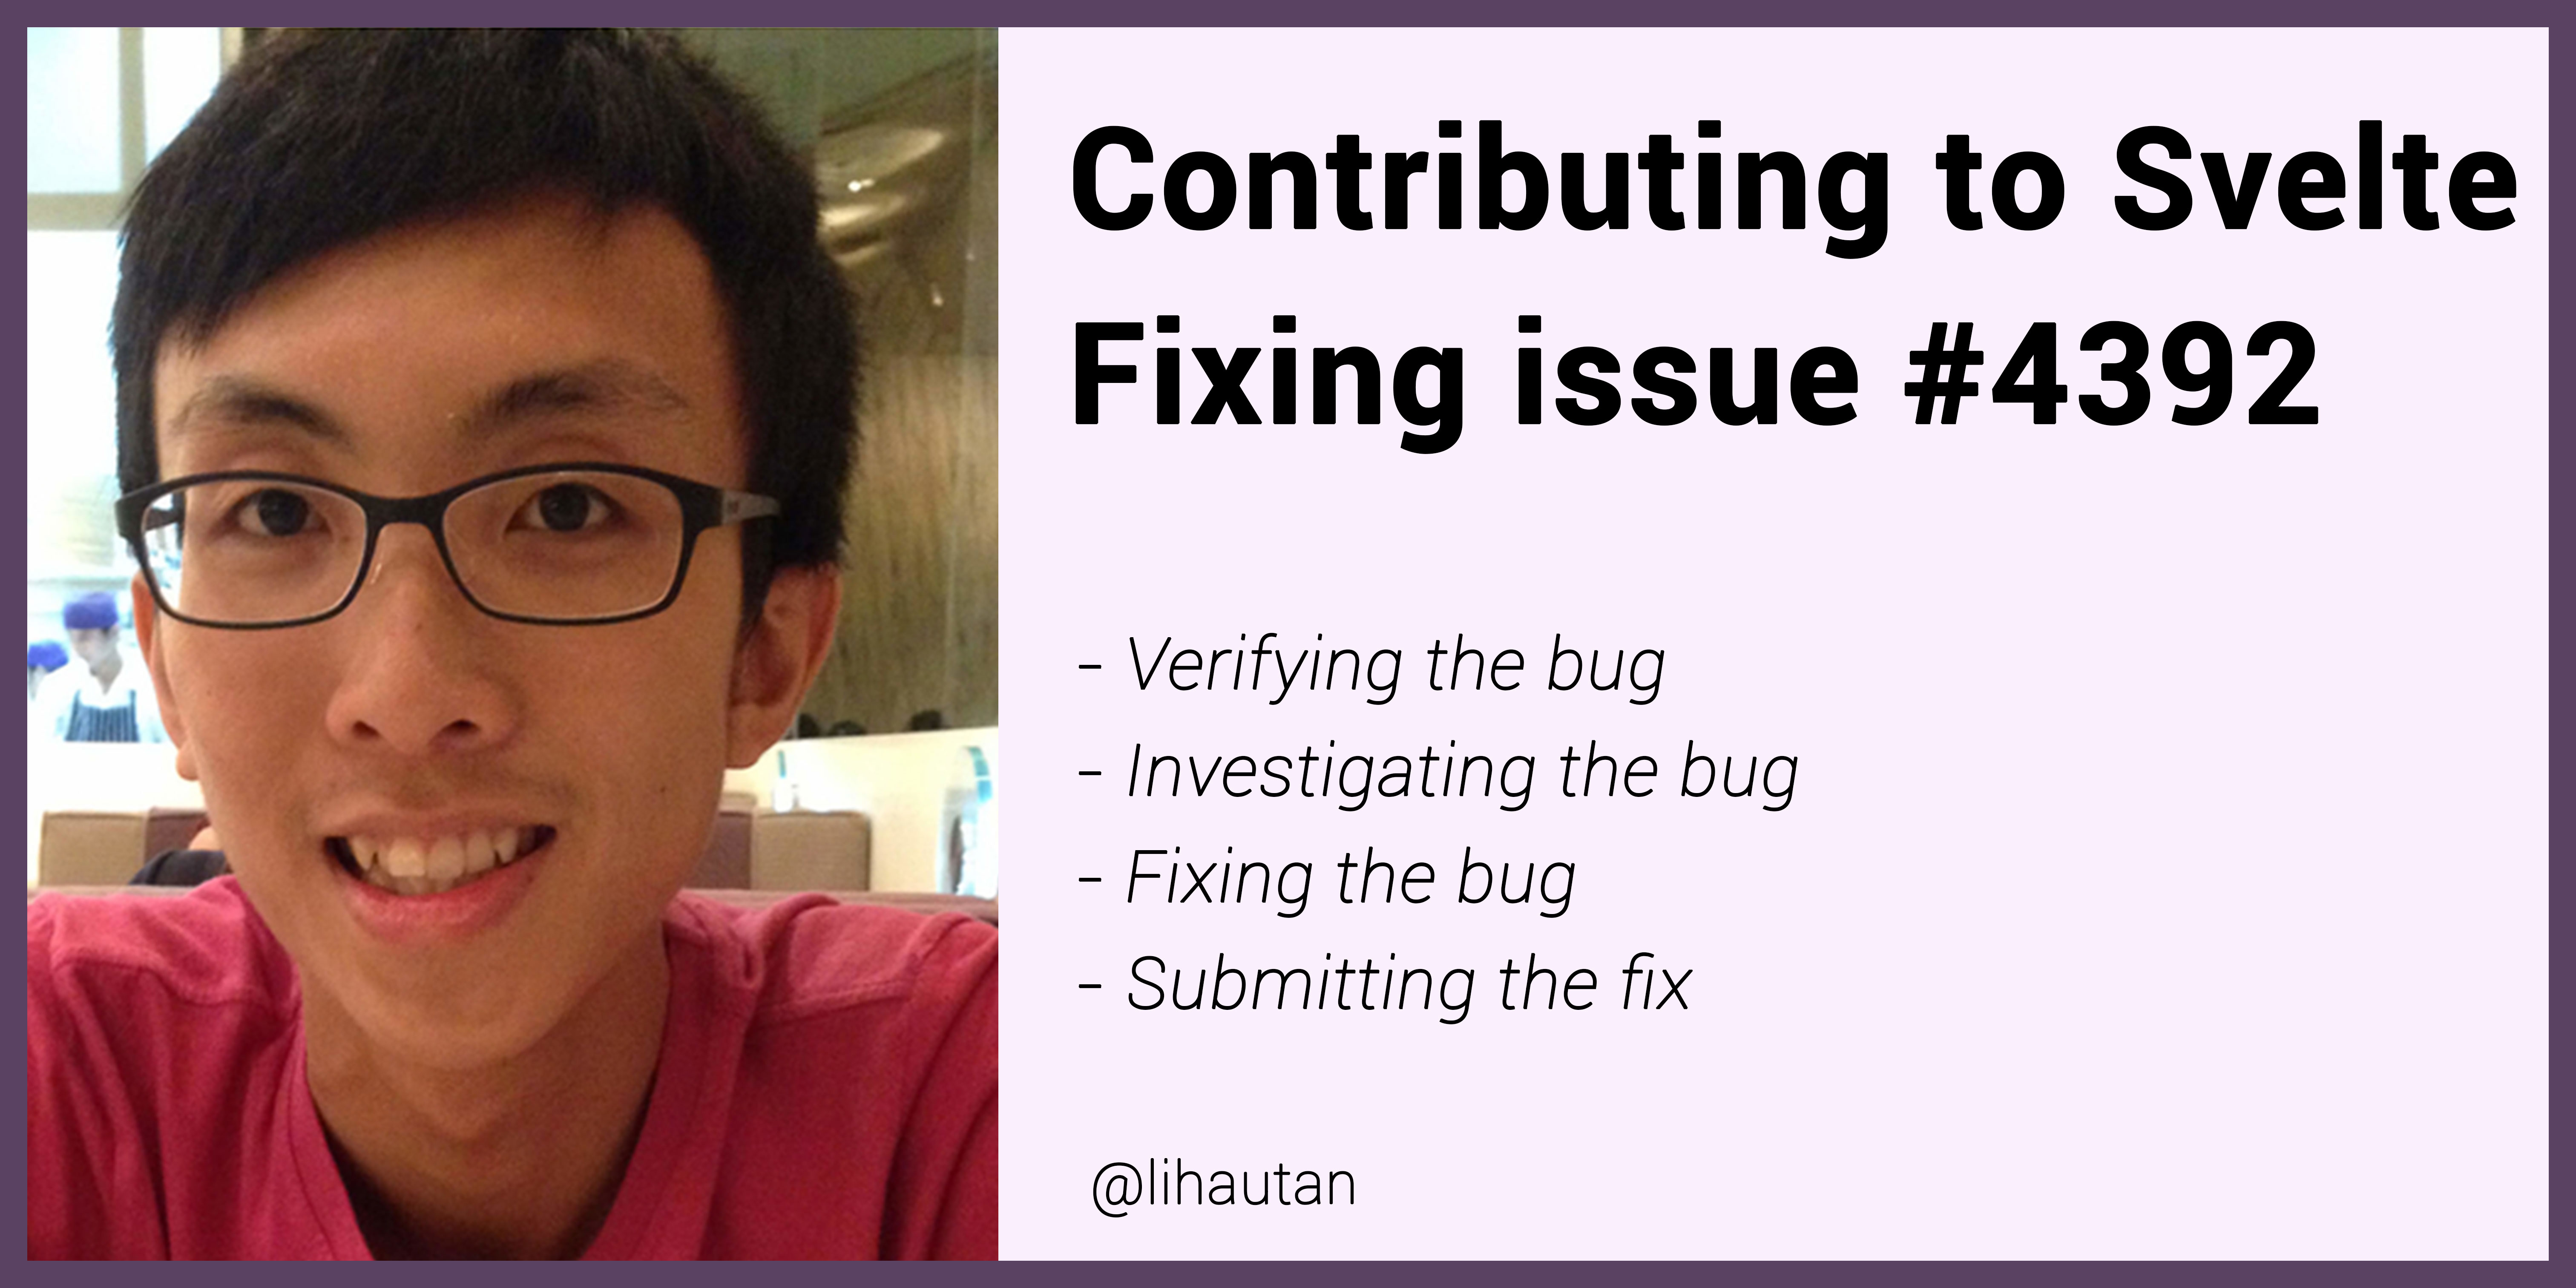 Contributing to Svelte
Fixing issue #4392
- Verifying the bug
- Investigating the bug
- Fixing the bug
- Submitting the fix
@lihautan